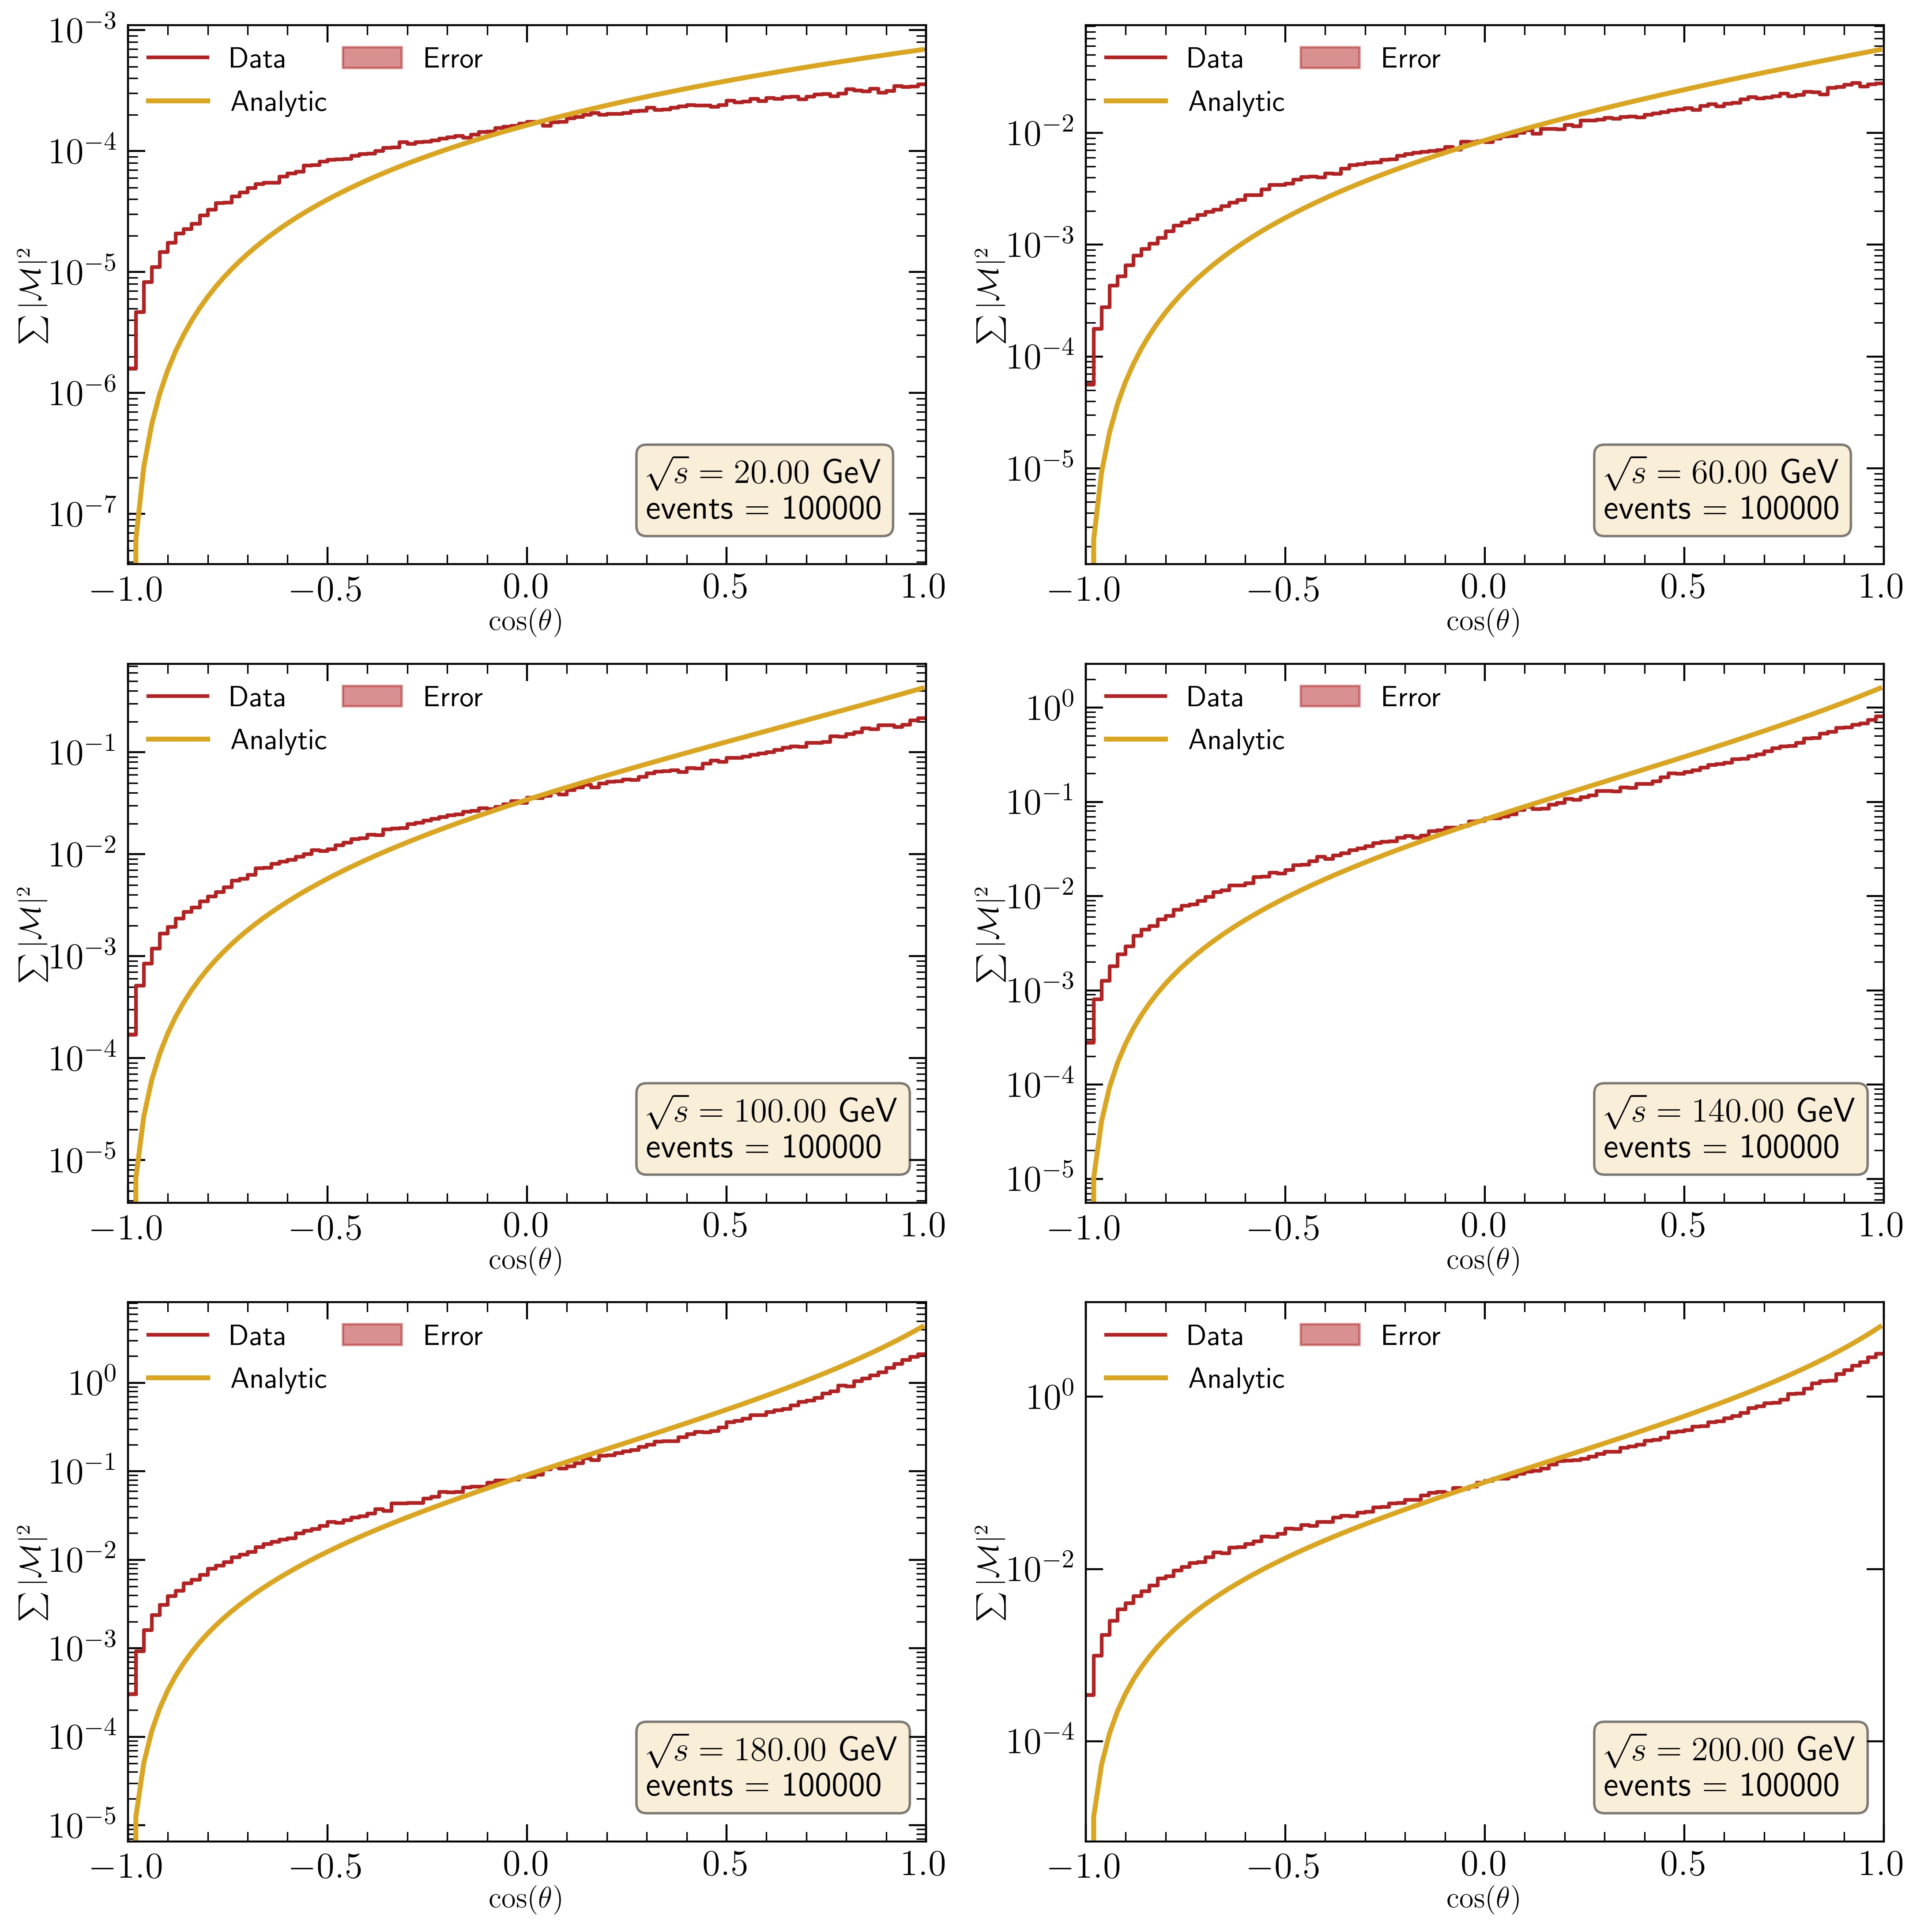 10⁻³
10⁻⁴
10⁻⁵
10⁻⁶
10⁻⁷
∑|ℳ|²
Data
Error
Analytic
√s = 20.00 GeV
events = 100000
−1.0 −0.5 0.0 0.5 1.0
cos(θ)
10⁻²
10⁻³
10⁻⁴
10⁻⁵
∑|ℳ|²
Data
Error
Analytic
√s = 60.00 GeV
events = 100000
−1.0 −0.5 0.0 0.5 1.0
cos(θ)
10⁻¹
10⁻²
10⁻³
10⁻⁴
10⁻⁵
∑|ℳ|²
Data
Error
Analytic
√s = 100.00 GeV
events = 100000
−1.0 −0.5 0.0 0.5 1.0
cos(θ)
10⁰
10⁻¹
10⁻²
10⁻³
10⁻⁴
10⁻⁵
∑|ℳ|²
Data
Error
Analytic
√s = 140.00 GeV
events = 100000
−1.0 −0.5 0.0 0.5 1.0
cos(θ)
10⁰
10⁻¹
10⁻²
10⁻³
10⁻⁴
10⁻⁵
∑|ℳ|²
Data
Error
Analytic
√s = 180.00 GeV
events = 100000
−1.0 −0.5 0.0 0.5 1.0
cos(θ)
10⁰
10⁻²
10⁻⁴
∑|ℳ|²
Data
Error
Analytic
√s = 200.00 GeV
events = 100000
−1.0 −0.5 0.0 0.5 1.0
cos(θ)